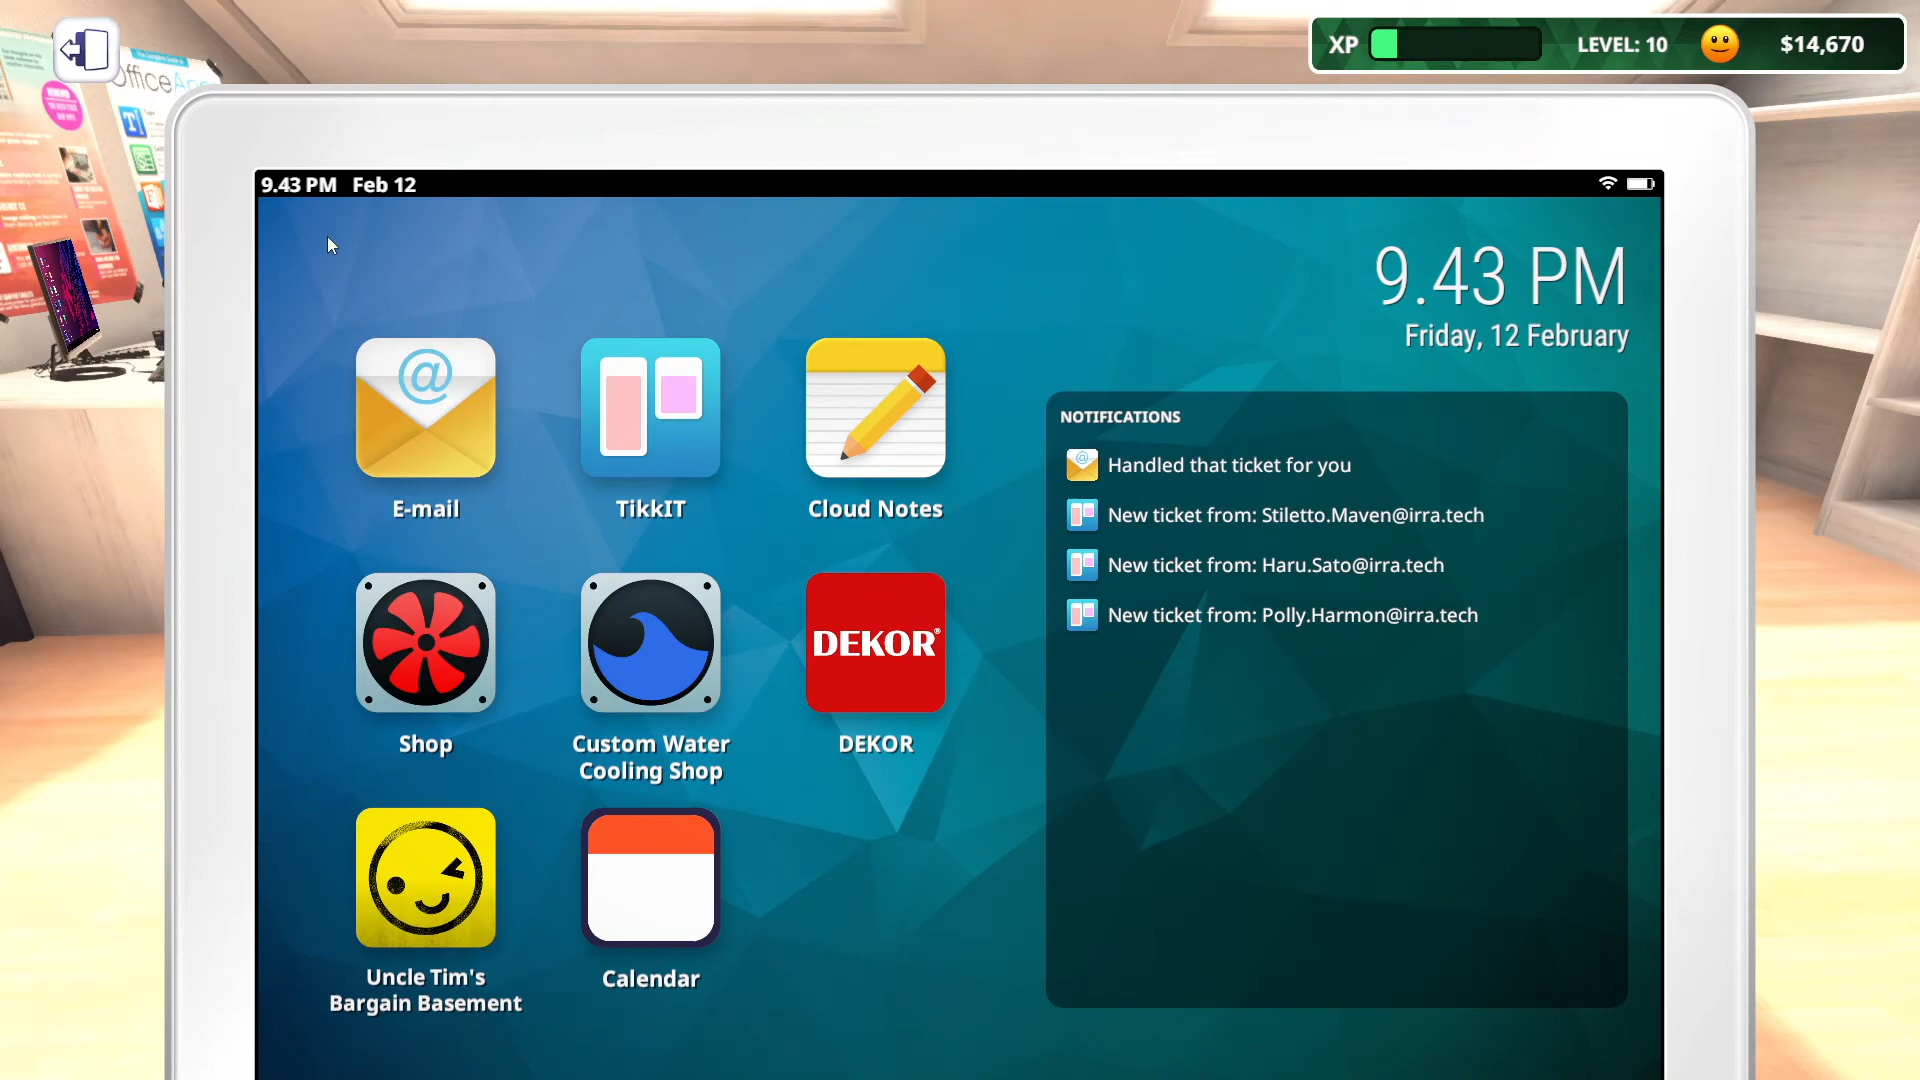 XP
LEVEL: 10
$14,670
OfficeApp
9.43 PM Feb 12
9.43 PM
Friday, 12 February
E-mail
TikkIT
Cloud Notes
Shop
Custom Water
Cooling Shop
DEKOR®
DEKOR
Uncle Tim's
Bargain Basement
Calendar
NOTIFICATIONS
Handled that ticket for you
New ticket from: Stiletto.Maven@irra.tech
New ticket from: Haru.Sato@irra.tech
New ticket from: Polly.Harmon@irra.tech